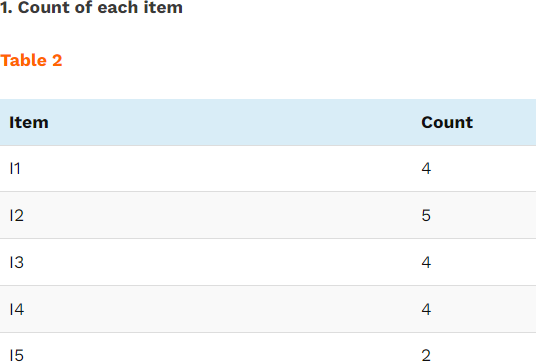 1. Count of each item
Table 2
Item Count
I1 4
I2 5
I3 4
I4 4
I5 2